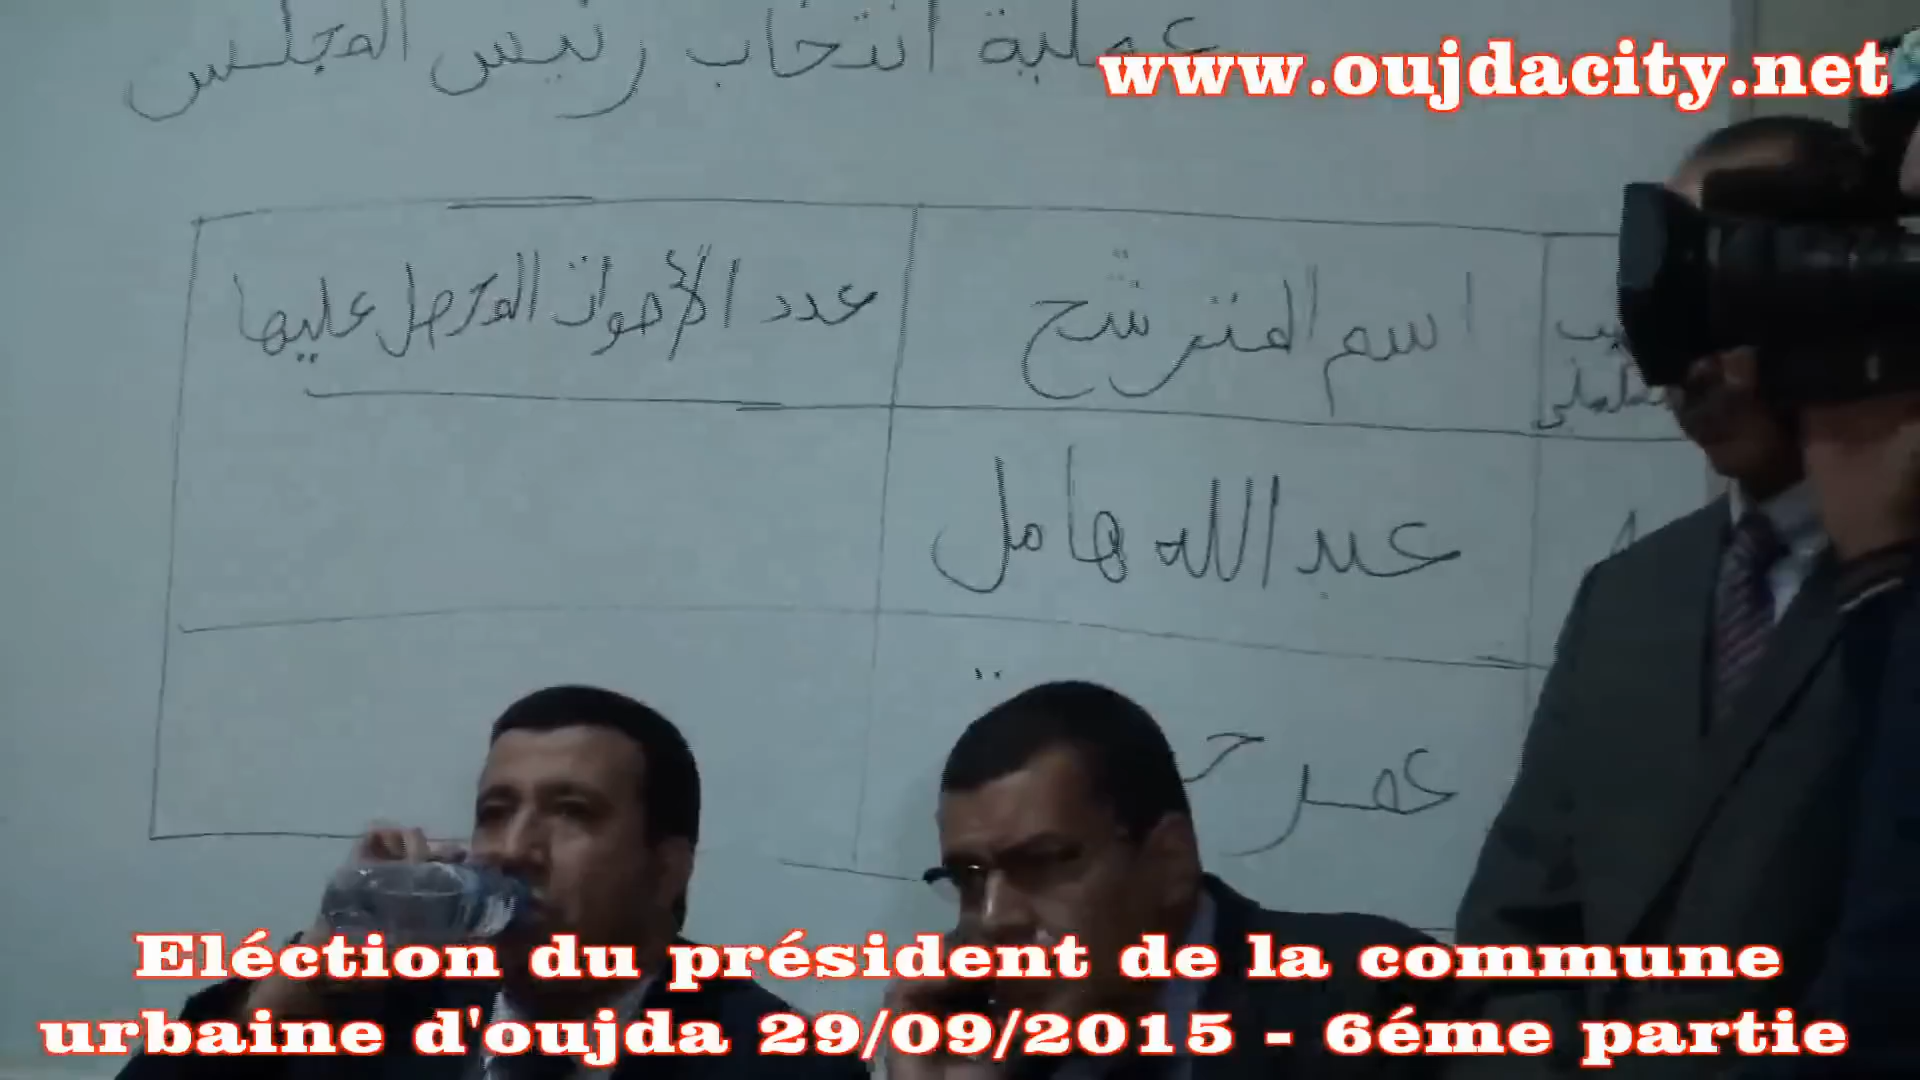 عملية انتخاب رئيس المجلس
www.oujdacity.net
اسم المترشح
عدد الأصوات المحصل عليها
عبد الله هامل
عمر
Eléction du président de la commune
urbaine d'oujda 29/09/2015 - 6éme partie